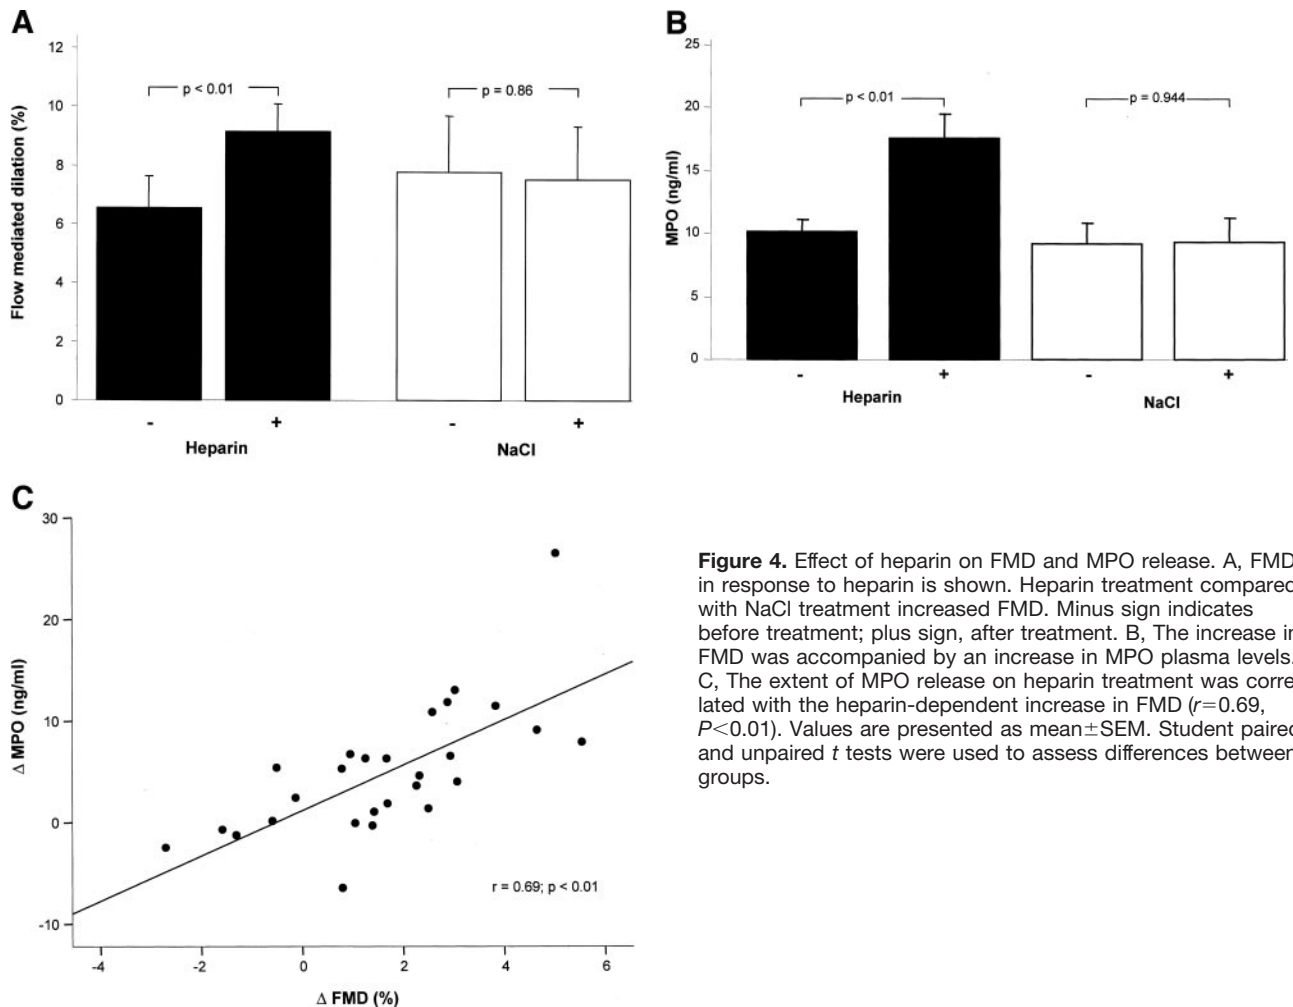 A
Flow mediated dilation (%)
12
10
8
6
4
2
0
p < 0.01
p = 0.86
- + - +
Heparin NaCl
B
MPO (ng/ml)
25
20
15
10
5
0
p < 0.01
p = 0.944
- + - +
Heparin NaCl
C
Δ MPO (ng/ml)
30
20
10
0
-10
r = 0.69; p < 0.01
-4 -2 0 2 4 6
Δ FMD (%)
Figure 4. Effect of heparin on FMD and MPO release. A, FMD
in response to heparin is shown. Heparin treatment compared
with NaCl treatment increased FMD. Minus sign indicates
before treatment; plus sign, after treatment. B, The increase in
FMD was accompanied by an increase in MPO plasma levels.
C, The extent of MPO release on heparin treatment was corre-
lated with the heparin-dependent increase in FMD (r=0.69,
P<0.01). Values are presented as mean±SEM. Student paired
and unpaired t tests were used to assess differences between
groups.